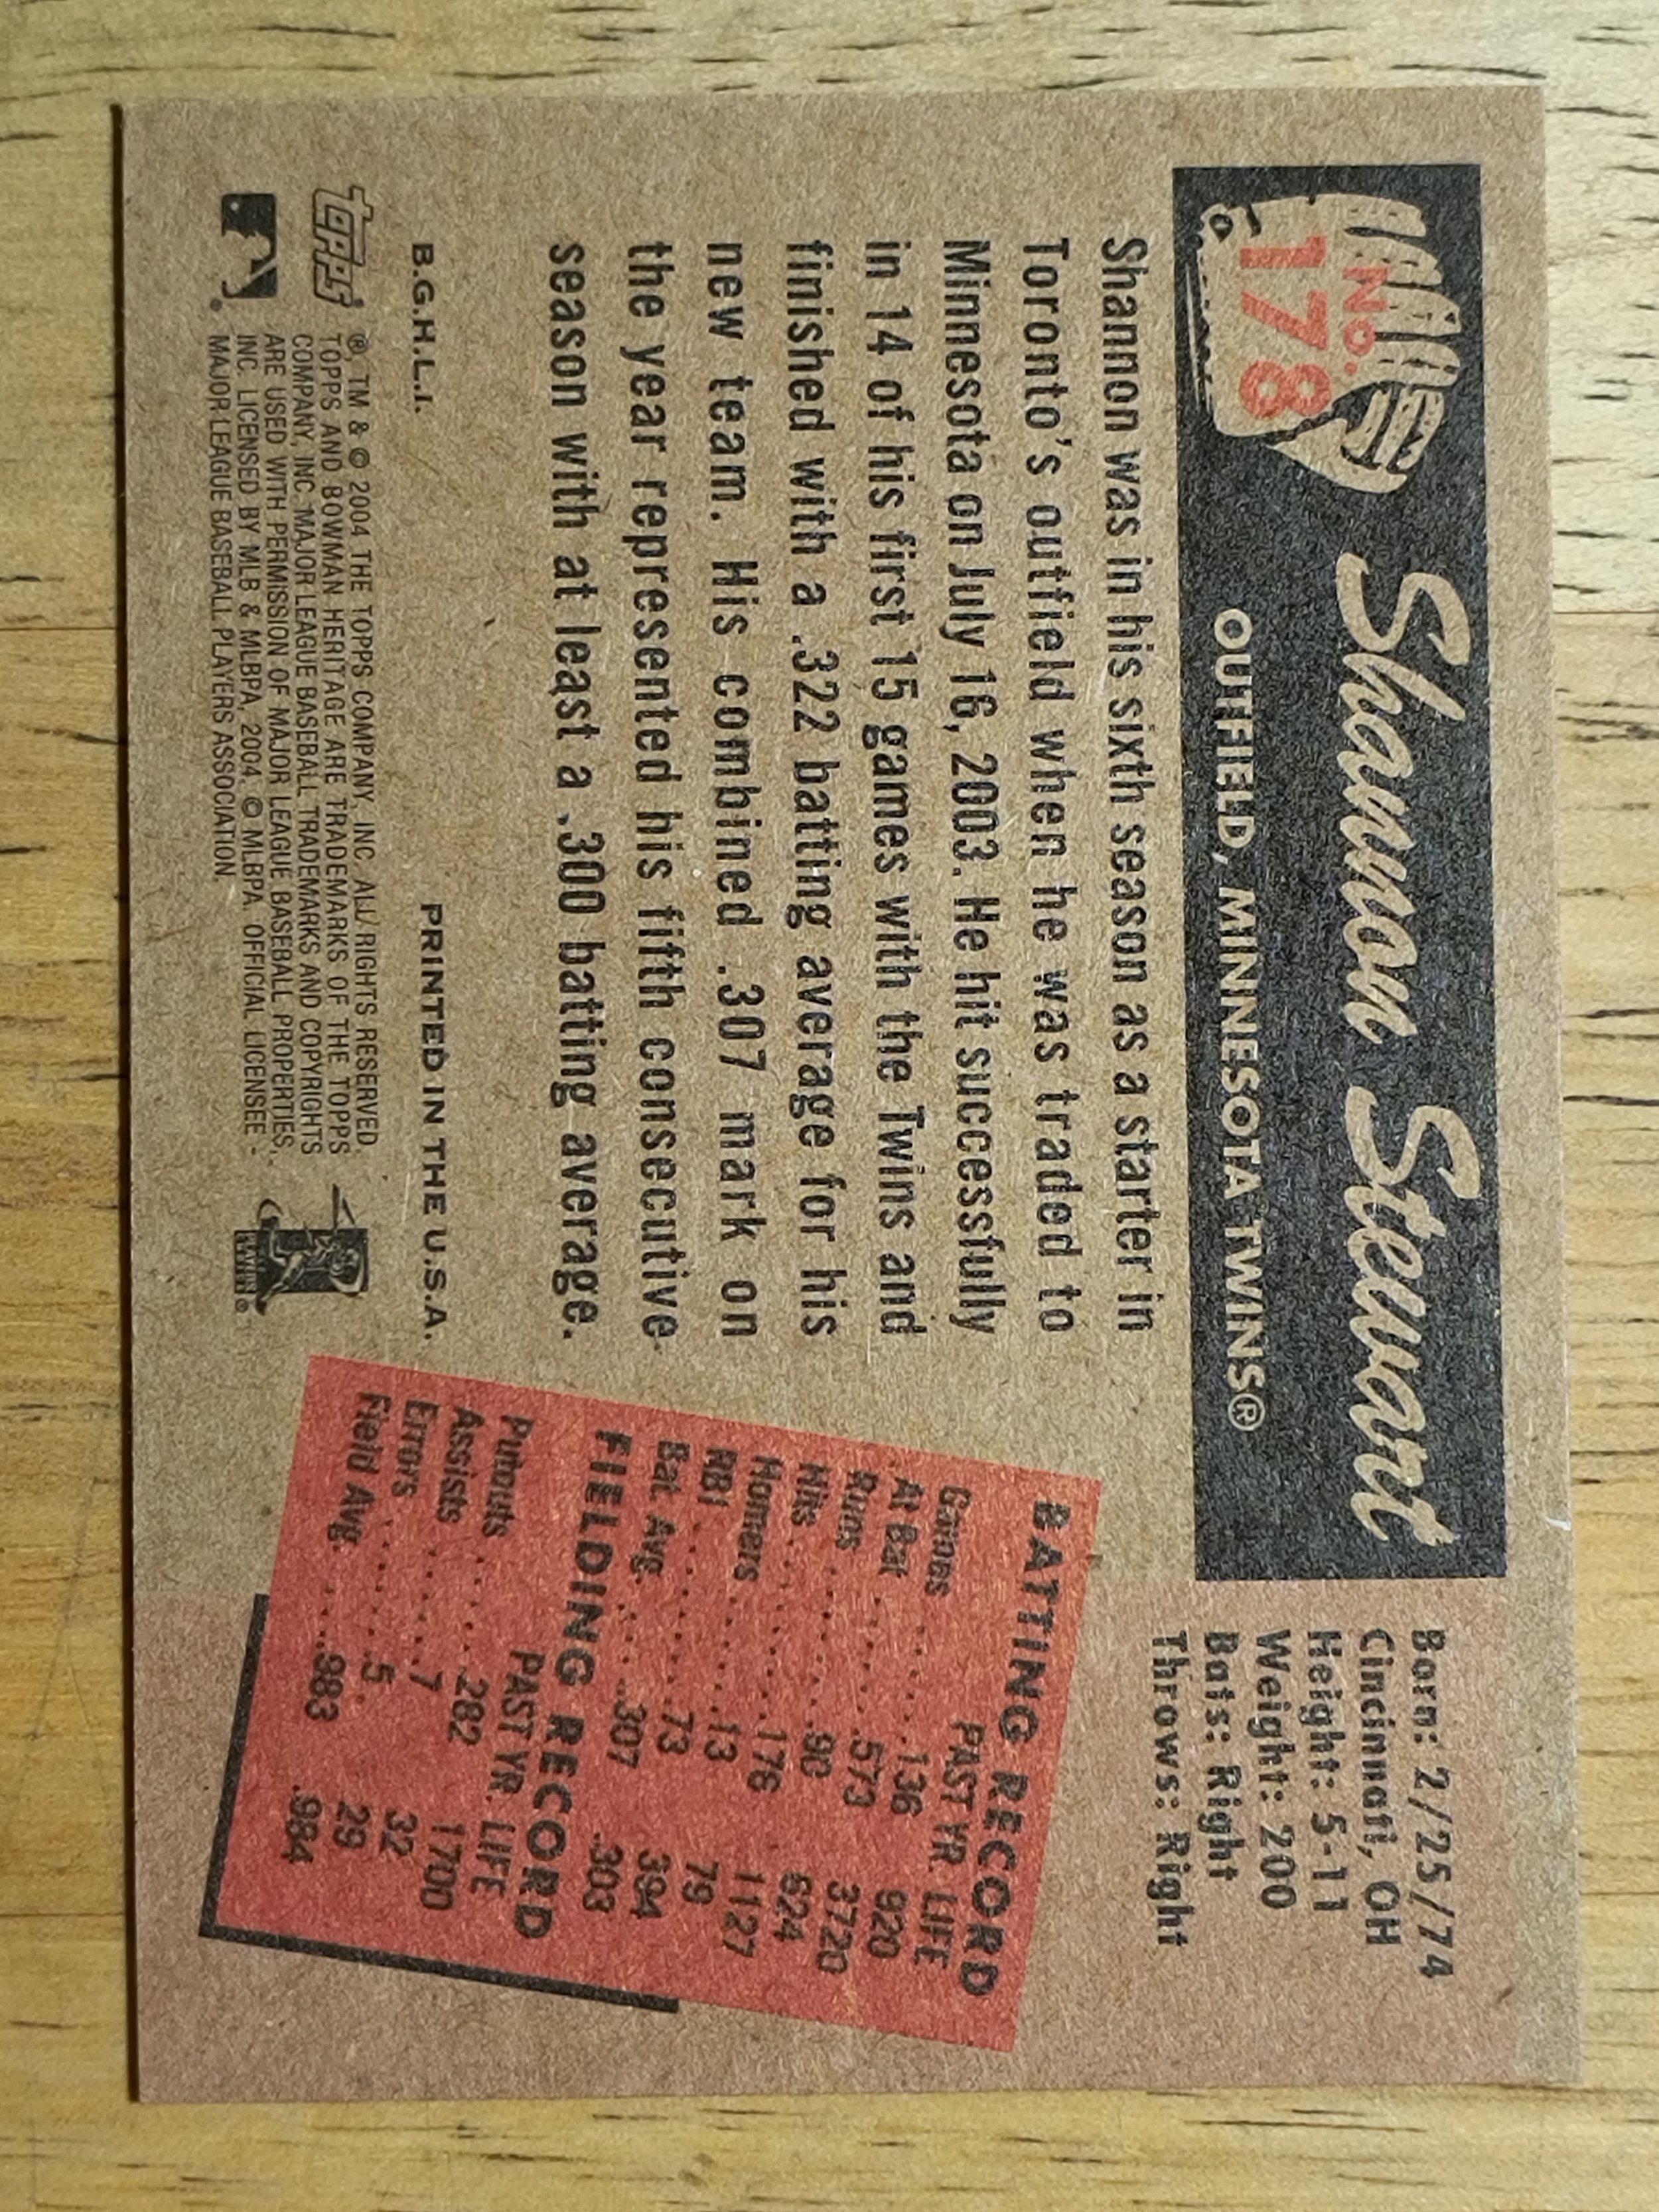 No.
178
Shannon Stewart
OUTFIELD, MINNESOTA TWINS®
Born: 2/25/74
Cincinnati, OH
Height: 5-11
Weight: 200
Bats: Right
Throws: Right
Shannon was in his sixth season as a starter in
Toronto's outfield when he was traded to
Minnesota on July 16, 2003. He hit successfully
in 14 of his first 15 games with the Twins and
finished with a .322 batting average for his
new team. His combined .307 mark on
the year represented his fifth consecutive
season with at least a .300 batting average.
BATTING RECORD
PAST YR. LIFE
Games ..........136 920
At Bat ..........573 3720
Runs ..........90 624
Hits ..........176 1127
Homers ..........13 79
RBI ..........73 394
Bat. Avg. ..........307 .303
FIELDING RECORD
PAST YR. LIFE
Putouts ..........282 1700
Assists ..........7 32
Errors ..........5 29
Field Avg. ..........983 .984
B.G.H.L.I. PRINTED IN THE U.S.A.
Topps
®, TM & © 2004 THE TOPPS COMPANY, INC. ALL RIGHTS RESERVED.
TOPPS AND BOWMAN HERITAGE ARE TRADEMARKS OF THE TOPPS
COMPANY, INC. MAJOR LEAGUE BASEBALL TRADEMARKS AND COPYRIGHTS
ARE USED WITH PERMISSION OF MAJOR LEAGUE BASEBALL PROPERTIES,
INC. LICENSED BY MLB & MLBPA, 2004. © MLBPA. OFFICIAL LICENSEE -
MAJOR LEAGUE BASEBALL PLAYERS ASSOCIATION.